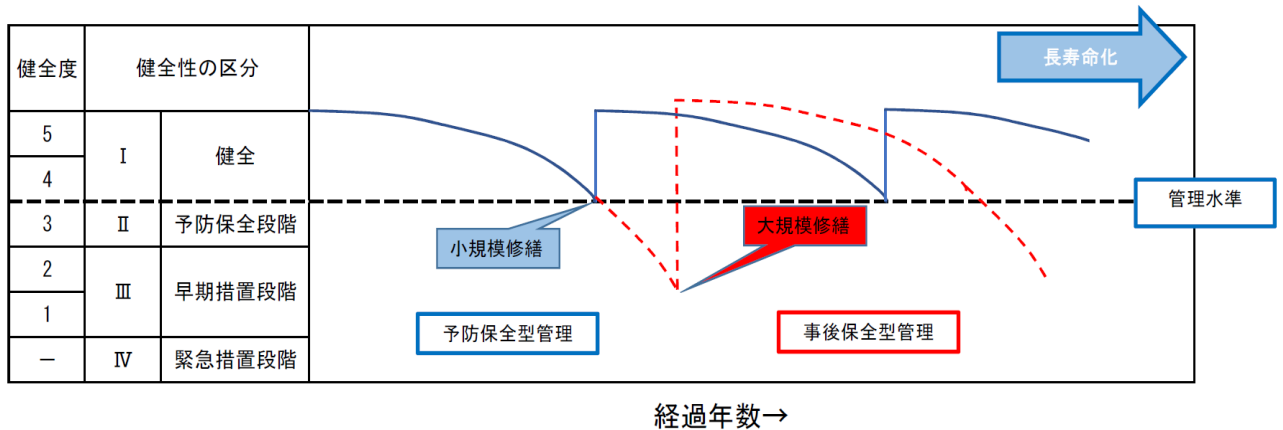 健全度 健全性の区分
長寿命化
5
Ⅰ 健全
4
管理水準
3 Ⅱ 予防保全段階
小規模修繕
大規模修繕
2
Ⅲ 早期措置段階
1
予防保全型管理
事後保全型管理
— Ⅳ 緊急措置段階
経過年数→